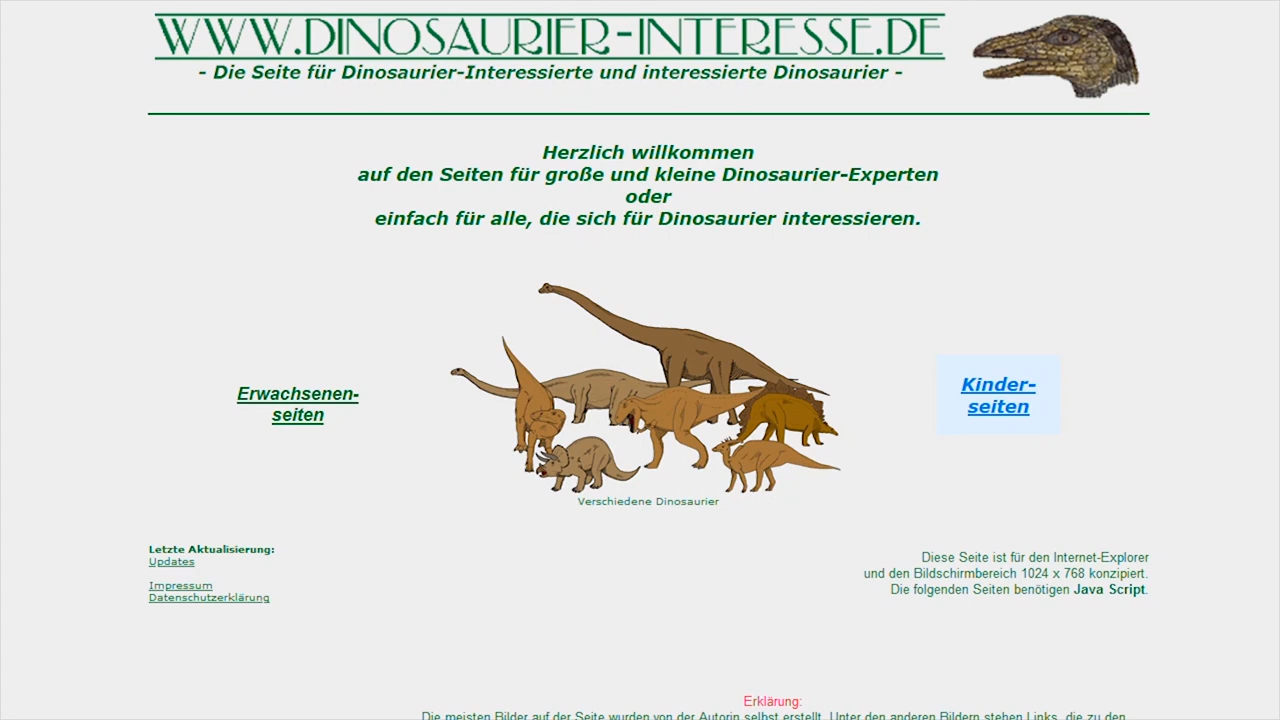 WWW.DINOSAURIER-INTERESSE.DE
- Die Seite für Dinosaurier-Interessierte und interessierte Dinosaurier -
Herzlich willkommen
auf den Seiten für große und kleine Dinosaurier-Experten
oder
einfach für alle, die sich für Dinosaurier interessieren.
Erwachsenen-
seiten
Kinder-
seiten
Verschiedene Dinosaurier
Letzte Aktualisierung:
Updates
Impressum
Datenschutzerklärung
Diese Seite ist für den Internet-Explorer
und den Bildschirmbereich 1024 x 768 konzipiert.
Die folgenden Seiten benötigen Java Script.
Erklärung:
Die meisten Bilder auf der Seite wurden von der Autorin selbst erstellt. Unter den anderen Bildern stehen Links, die zu den